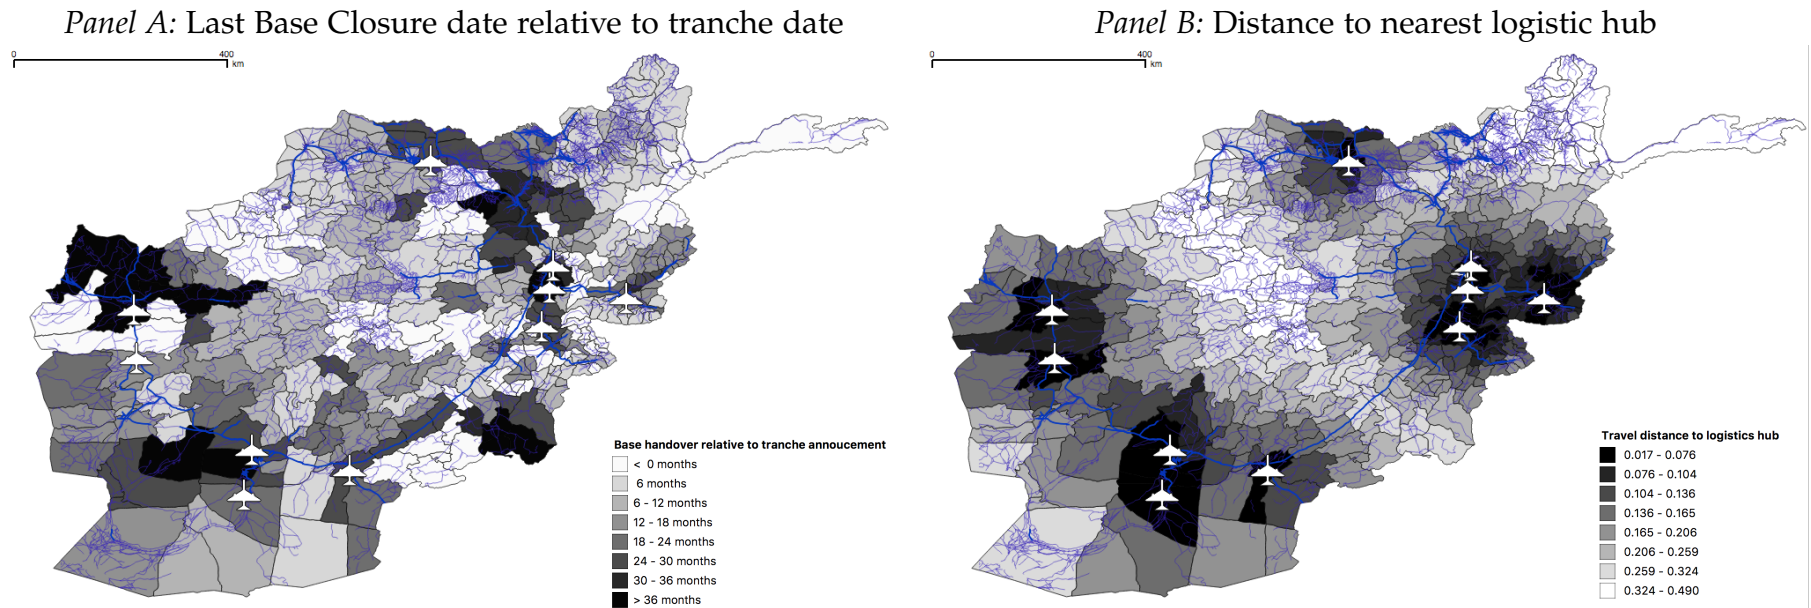 Panel A: Last Base Closure date relative to tranche date
0 400
km
Base handover relative to tranche annoucement
< 0 months
6 months
6 - 12 months
12 - 18 months
18 - 24 months
24 - 30 months
30 - 36 months
> 36 months
Panel B: Distance to nearest logistic hub
0 400
km
Travel distance to logistics hub
0.017 - 0.076
0.076 - 0.104
0.104 - 0.136
0.136 - 0.165
0.165 - 0.206
0.206 - 0.259
0.259 - 0.324
0.324 - 0.490